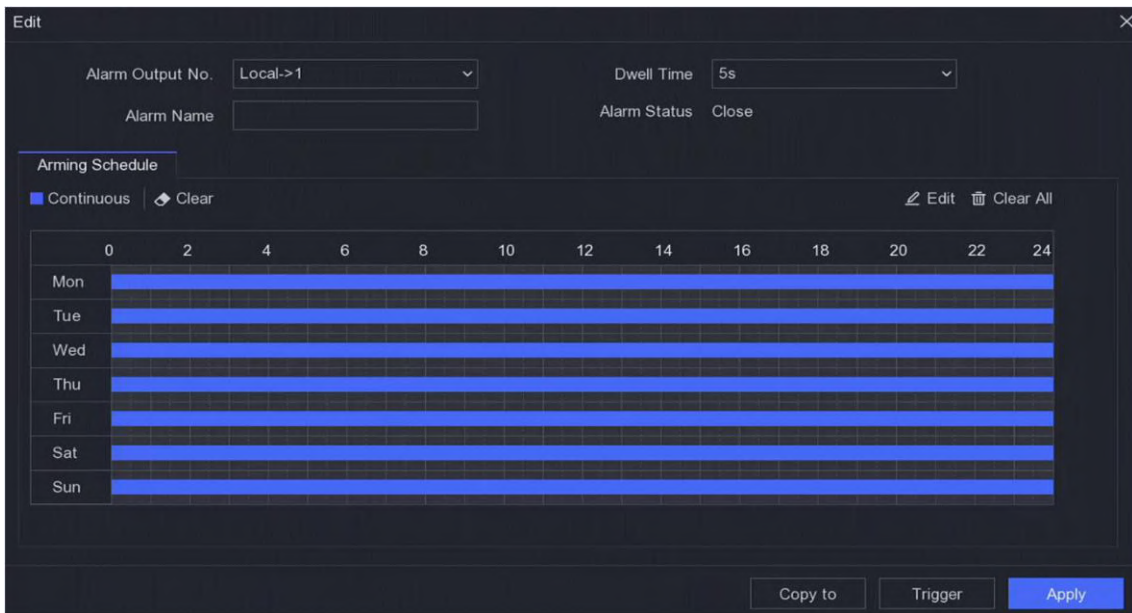 Edit
Alarm Output No. Local->1 Dwell Time 5s
Alarm Name Alarm Status Close
Arming Schedule
Continuous Clear Edit Clear All
0 2 4 6 8 10 12 14 16 18 20 22 24
Mon
Tue
Wed
Thu
Fri
Sat
Sun
Copy to Trigger Apply